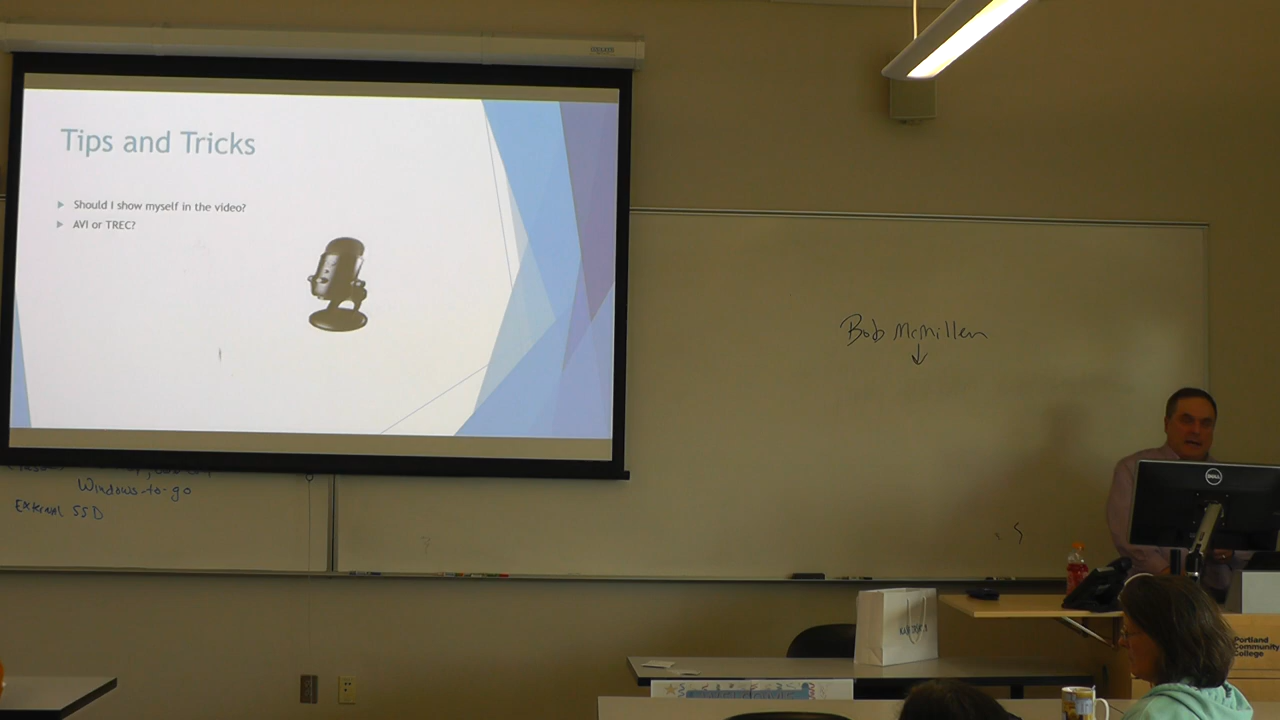 Tips and Tricks
Should I show myself in the video?
AVI or TREC?
Bob McMillen
Windows-to-go
External SSD
DELL
Portland
Community
College